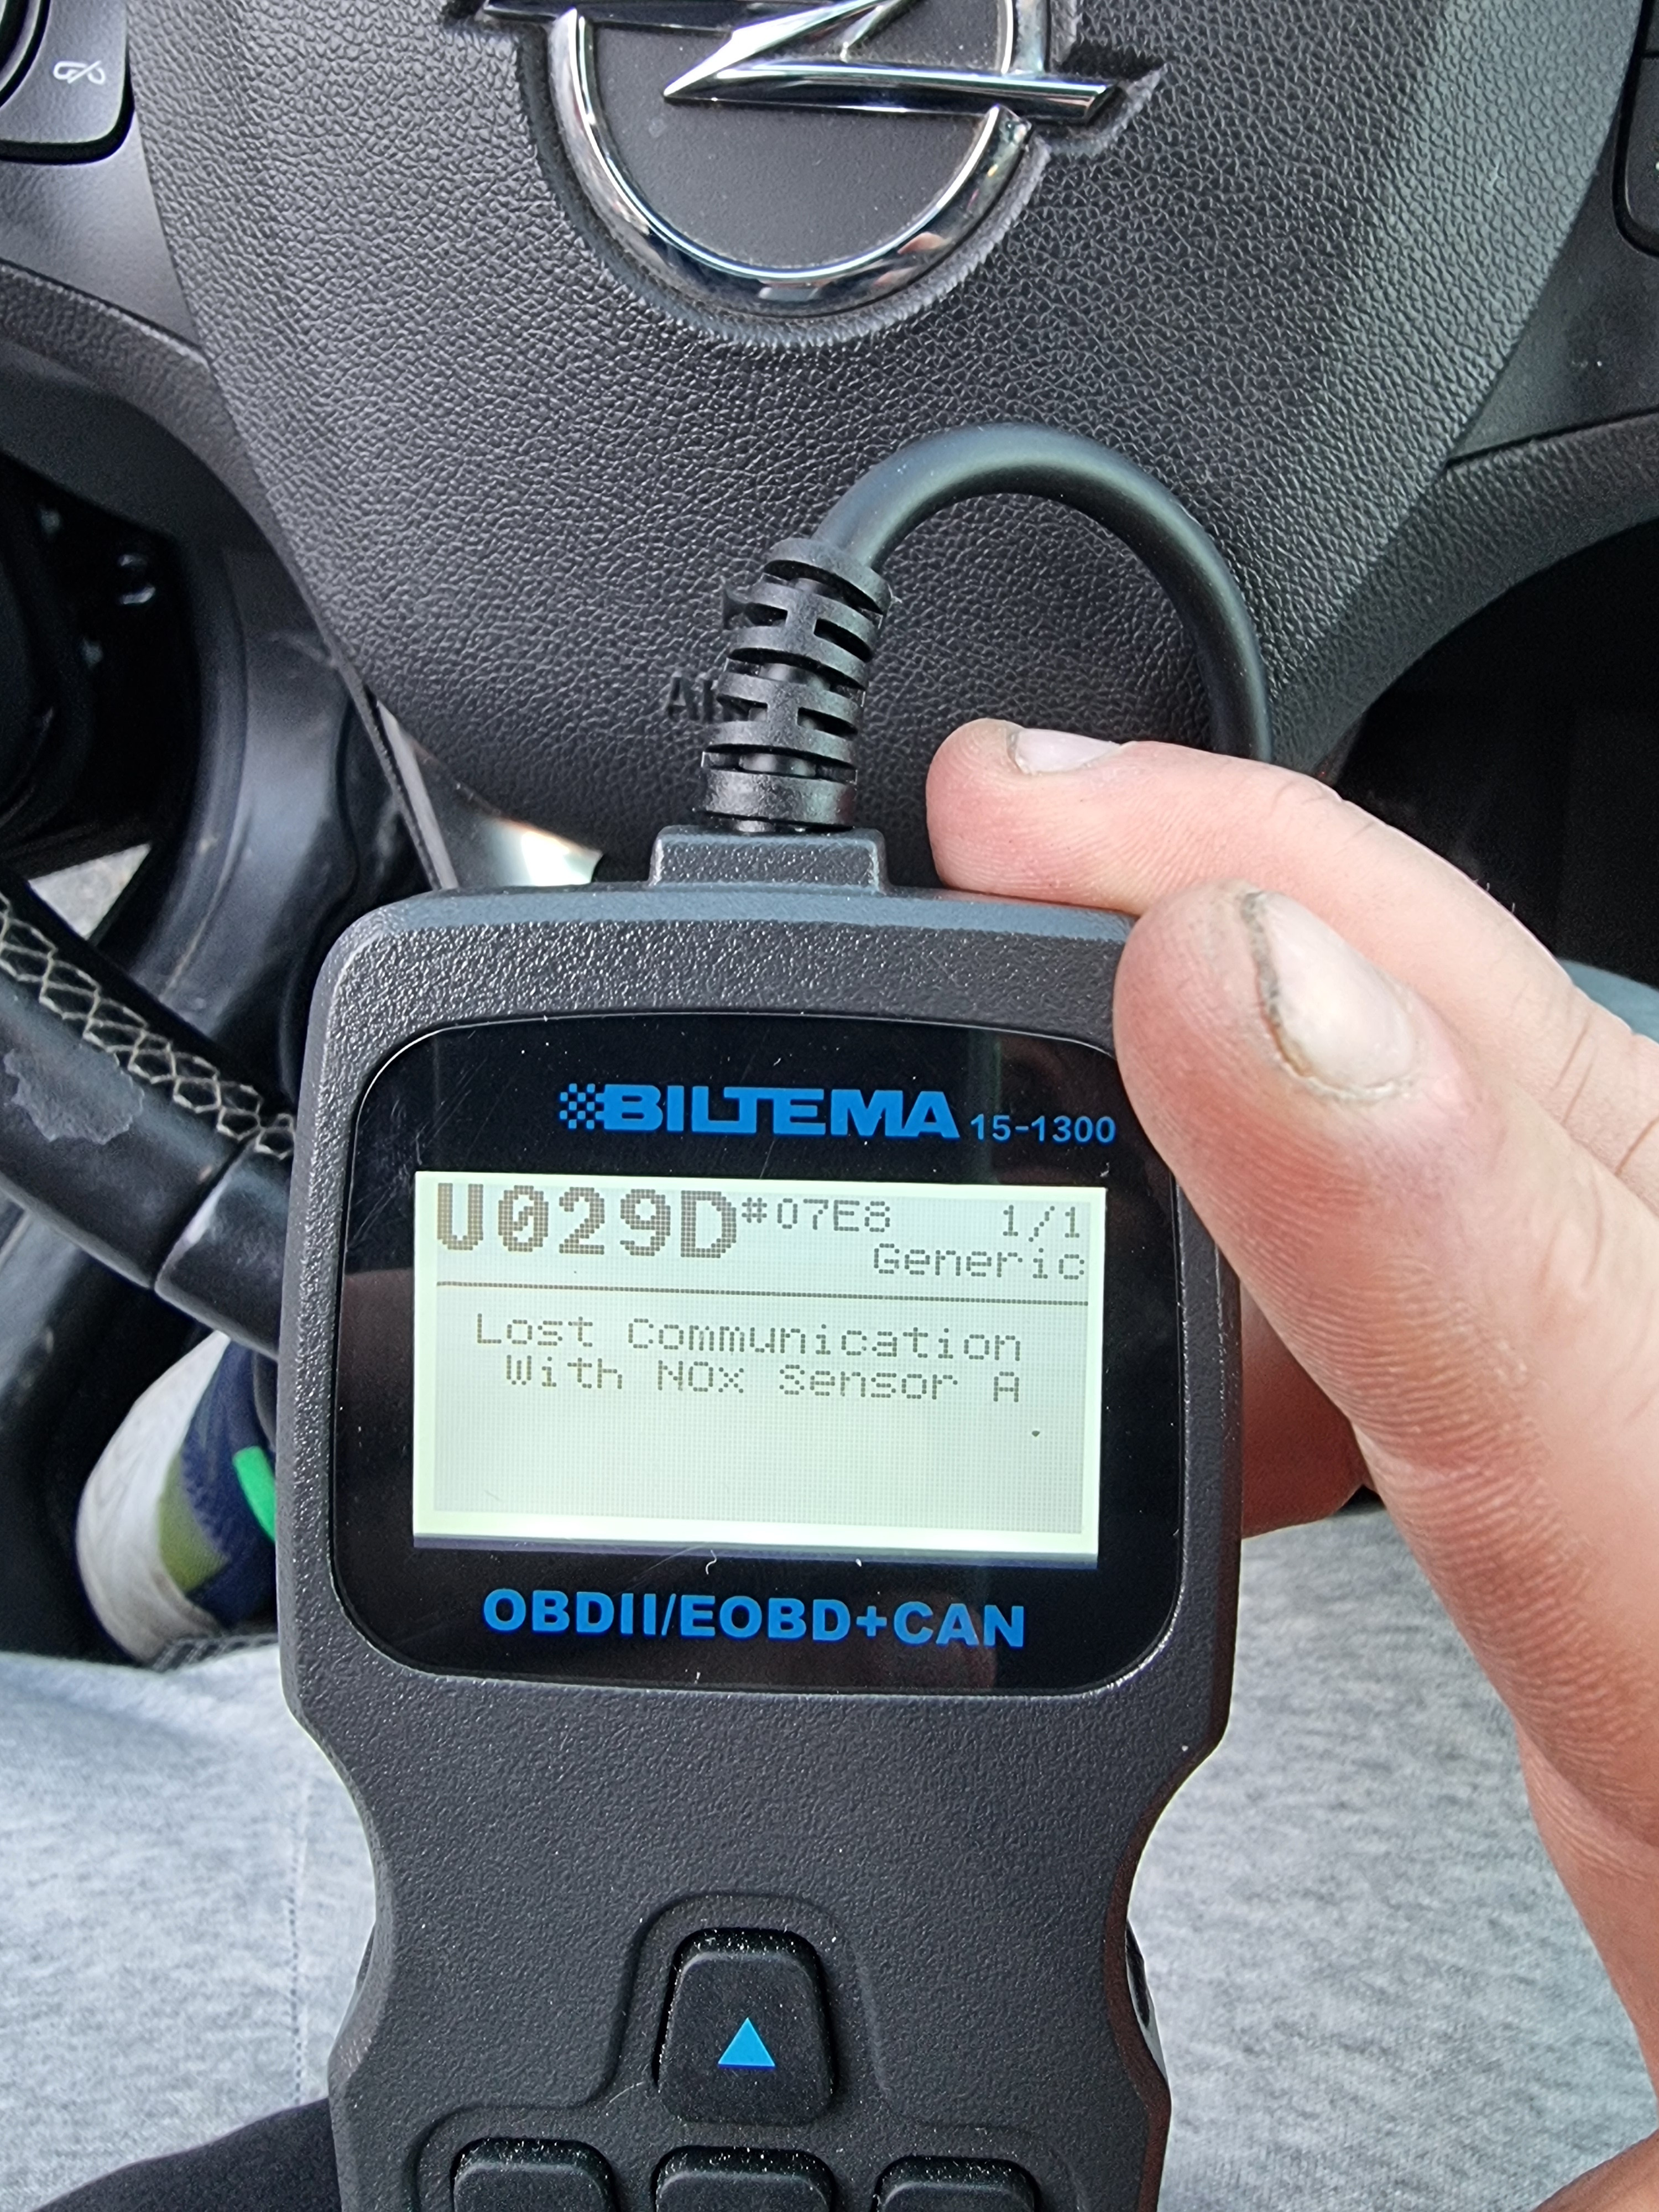 BILTEMA 15-1300
U029D #07E8 1/1
Generic
Lost Communication
With NOx Sensor A
OBDII/EOBD+CAN